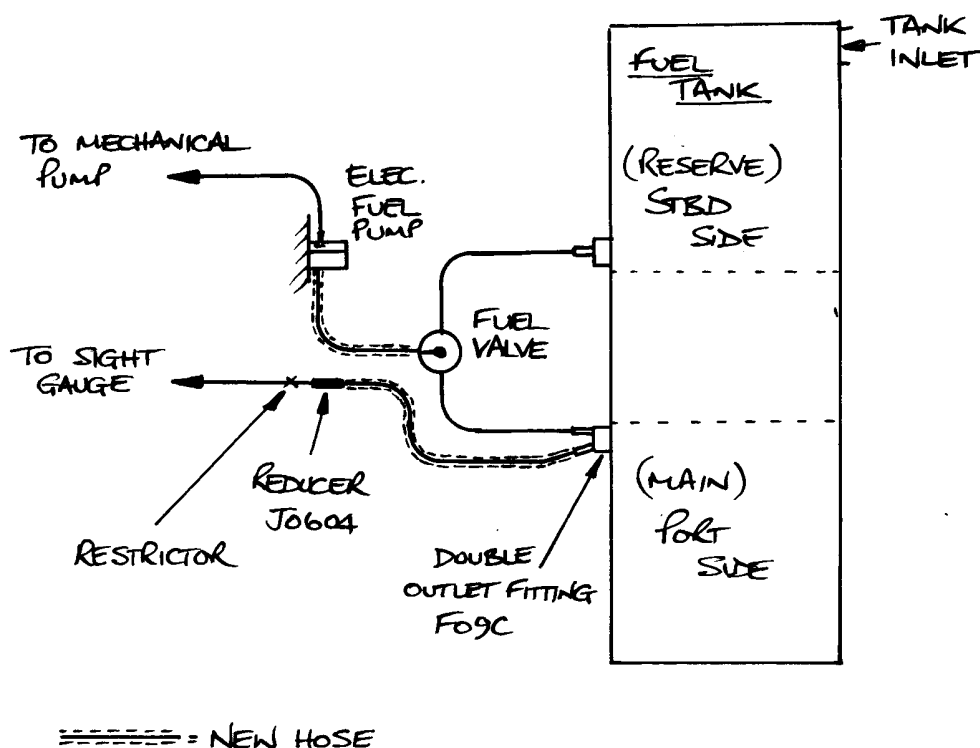 TANK
INLET
FUEL
TANK
(RESERVE)
STBD
SIDE
TO MECHANICAL
PUMP
ELEC.
FUEL
PUMP
FUEL
VALVE
TO SIGHT
GAUGE
REDUCER
J0604
RESTRICTOR
DOUBLE
OUTLET FITTING
F09C
(MAIN)
PORT
SIDE
= NEW HOSE